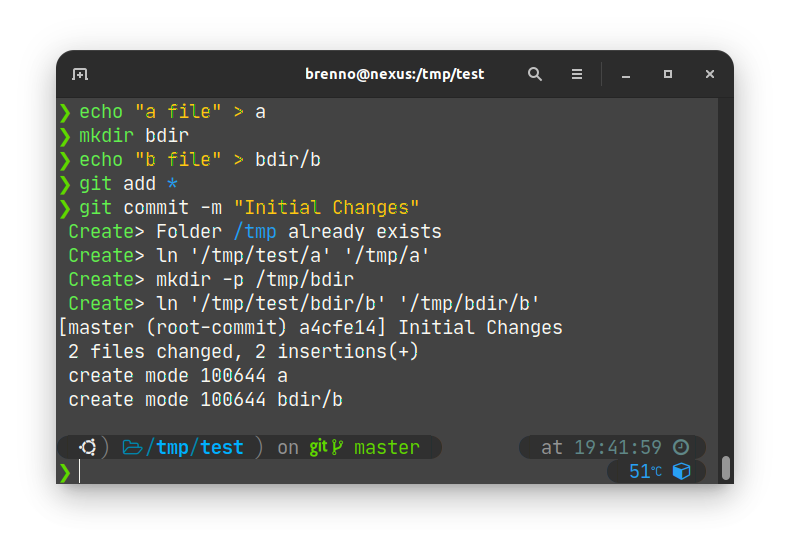 brenno@nexus:/tmp/test
❯ echo "a file" > a
❯ mkdir bdir
❯ echo "b file" > bdir/b
❯ git add *
❯ git commit -m "Initial Changes"
Create> Folder /tmp already exists
Create> ln '/tmp/test/a' '/tmp/a'
Create> mkdir -p /tmp/bdir
Create> ln '/tmp/test/bdir/b' '/tmp/bdir/b'
[master (root-commit) a4cfe14] Initial Changes
2 files changed, 2 insertions(+)
create mode 100644 a
create mode 100644 bdir/b
) /tmp/test ) on git master at 19:41:59
❯ 51°C